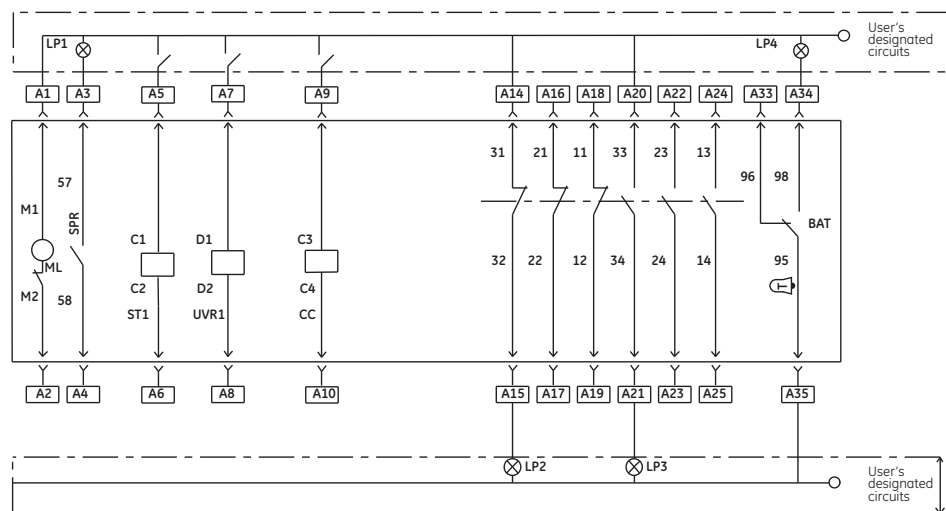 User's
designated
circuits
LP1 LP4
A1 A3 A5 A7 A9 A14 A16 A18 A20 A22 A24 A33 A34
31 21 11 33 23 13
57 96 98
M1 SPR
C1 D1 C3 BAT
ML
32 22 12 34 24 14 95
M2 58 C2 D2 C4 T
ST1 UVR1 CC
A2 A4 A6 A8 A10 A15 A17 A19 A21 A23 A25 A35
LP2 LP3
User's
designated
circuits